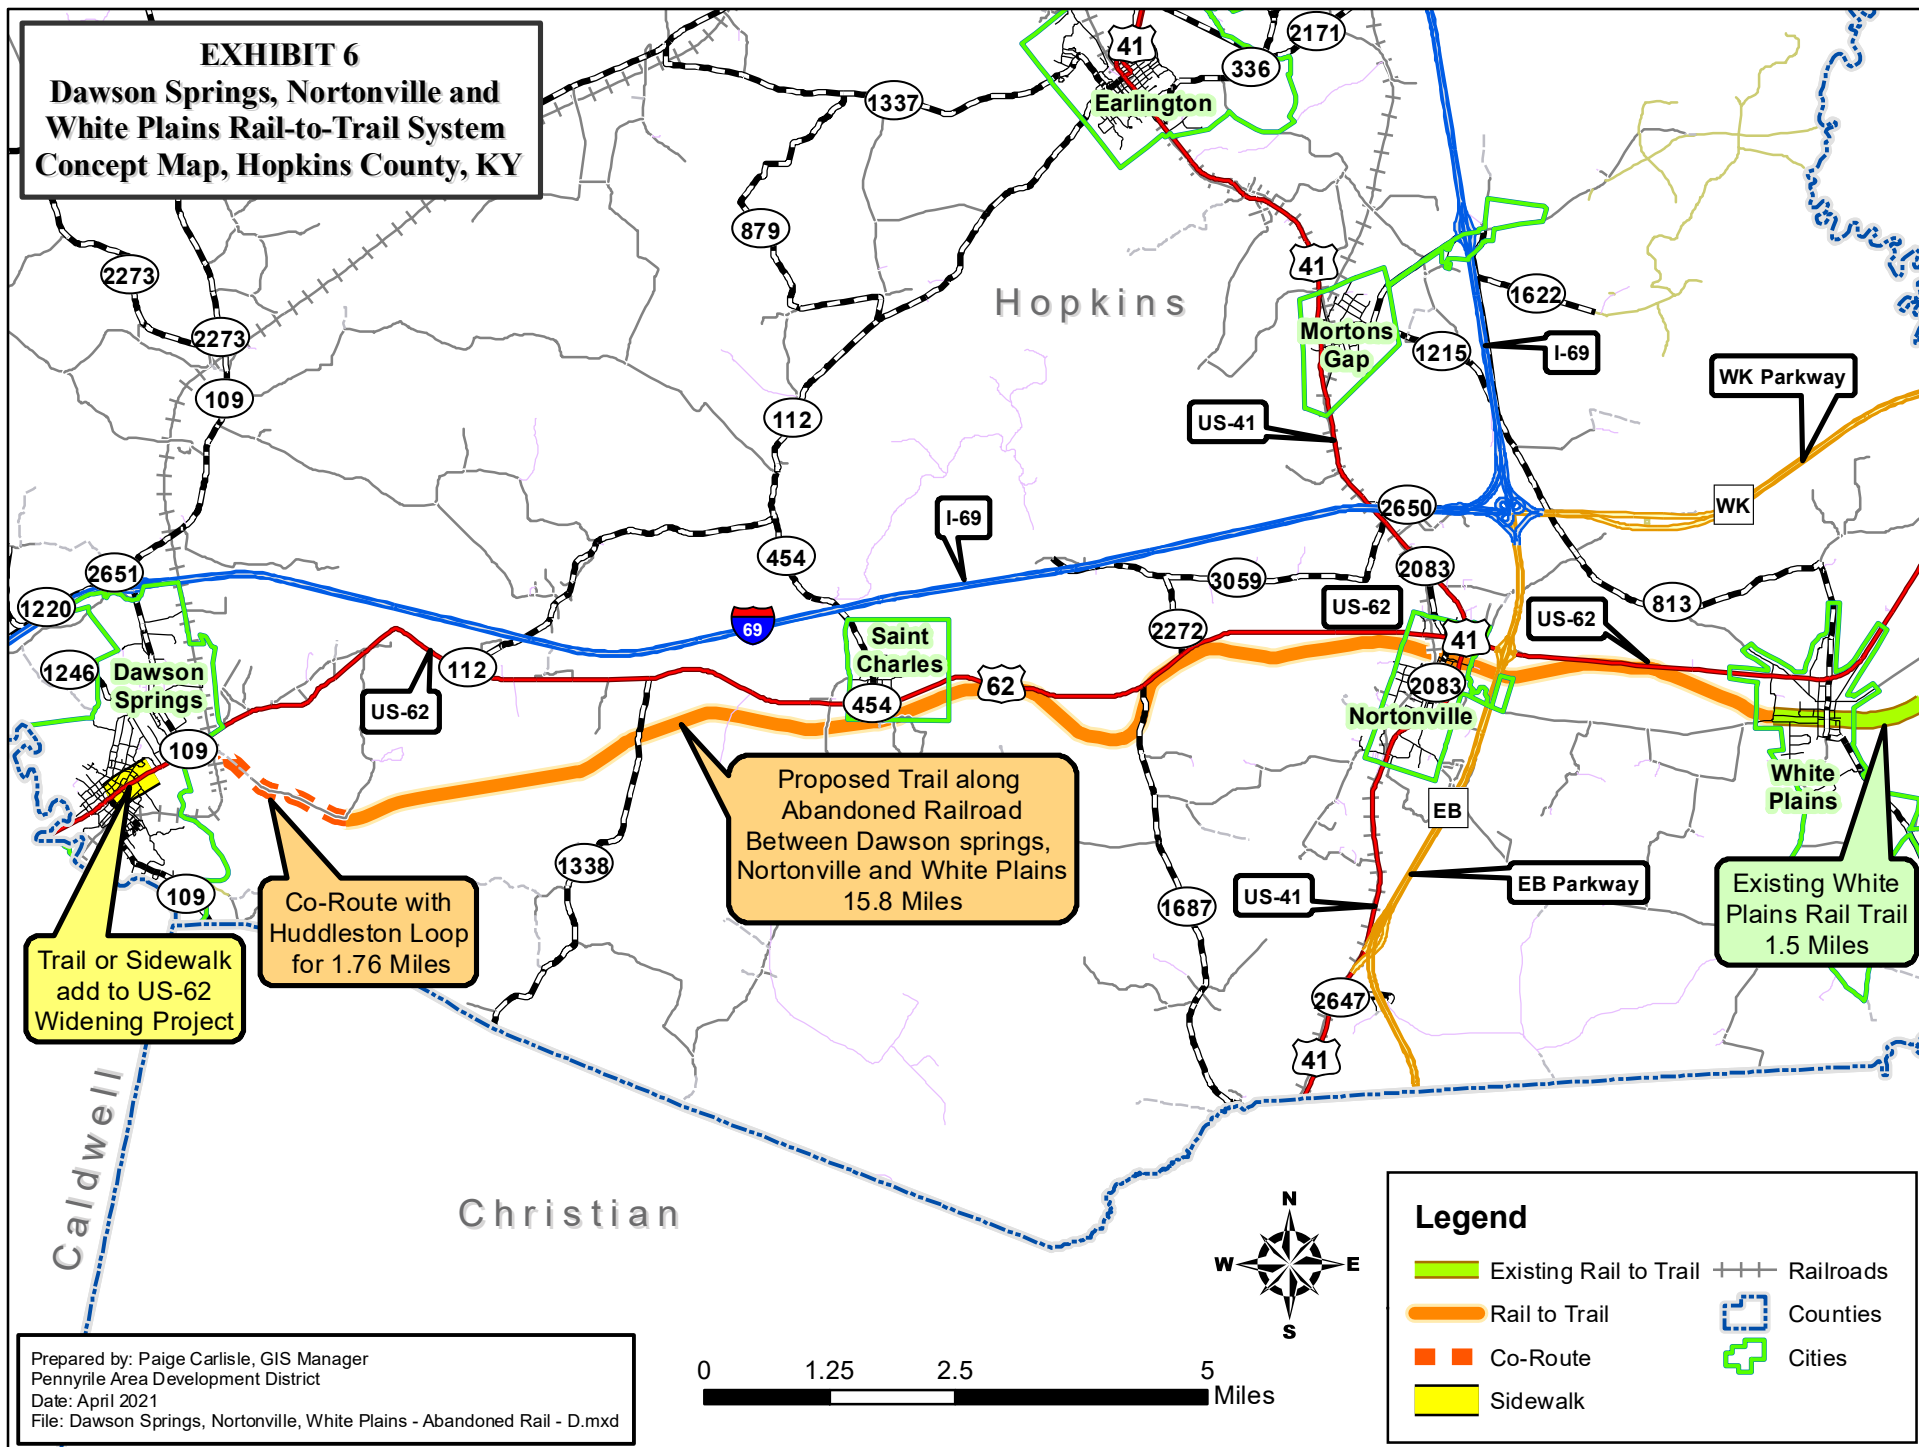 EXHIBIT 6
Dawson Springs, Nortonville and
White Plains Rail-to-Trail System
Concept Map, Hopkins County, KY
41
2171
336
1337
Earlington
879
2273
2273
109
41
Hopkins
1622
Mortons
Gap
1215
I-69
WK Parkway
112
US-41
WK
2650
I-69
454
2651
1220
2083
3059
US-62
US-62
813
69
2272
41
Saint
Charles
1246
Dawson
Springs
112
US-62
62
454
2083
Nortonville
109
White
Plains
Proposed Trail along
Abandoned Railroad
Between Dawson springs,
Nortonville and White Plains
15.8 Miles
EB
1338
109
EB Parkway
US-41
1687
Existing White
Plains Rail Trail
1.5 Miles
Co-Route with
Huddleston Loop
for 1.76 Miles
Trail or Sidewalk
add to US-62
Widening Project
2647
41
Caldwell
Christian
N
W
E
S
Legend
Existing Rail to Trail
Rail to Trail
Co-Route
Sidewalk
Railroads
Counties
Cities
Prepared by: Paige Carlisle, GIS Manager
Pennyrile Area Development District
Date: April 2021
File: Dawson Springs, Nortonville, White Plains - Abandoned Rail - D.mxd
0 1.25 2.5 5
Miles